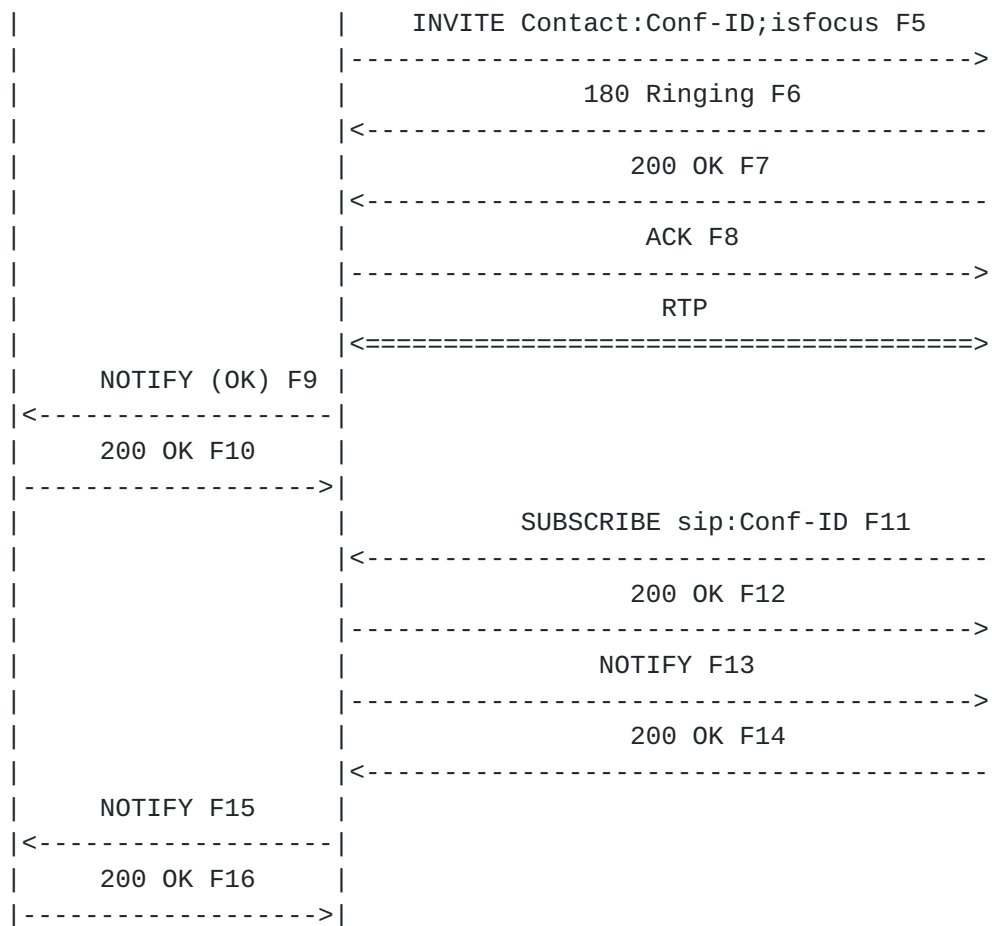 |                    |    INVITE Contact:Conf-ID;isfocus F5
|                    |---------------------------------------->
|                    |               180 Ringing F6
|                    |<----------------------------------------
|                    |                  200 OK F7
|                    |<----------------------------------------
|                    |                   ACK F8
|                    |---------------------------------------->
|                    |                    RTP
|                    |<=======================================>
|     NOTIFY (OK) F9 |
|<-------------------|
|     200 OK F10     |
|------------------->|
|                    |           SUBSCRIBE sip:Conf-ID F11
|                    |<----------------------------------------
|                    |                  200 OK F12
|                    |---------------------------------------->
|                    |                NOTIFY F13
|                    |---------------------------------------->
|                    |                  200 OK F14
|                    |<----------------------------------------
|     NOTIFY F15     |
|<-------------------|
|     200 OK F16     |
|------------------->|